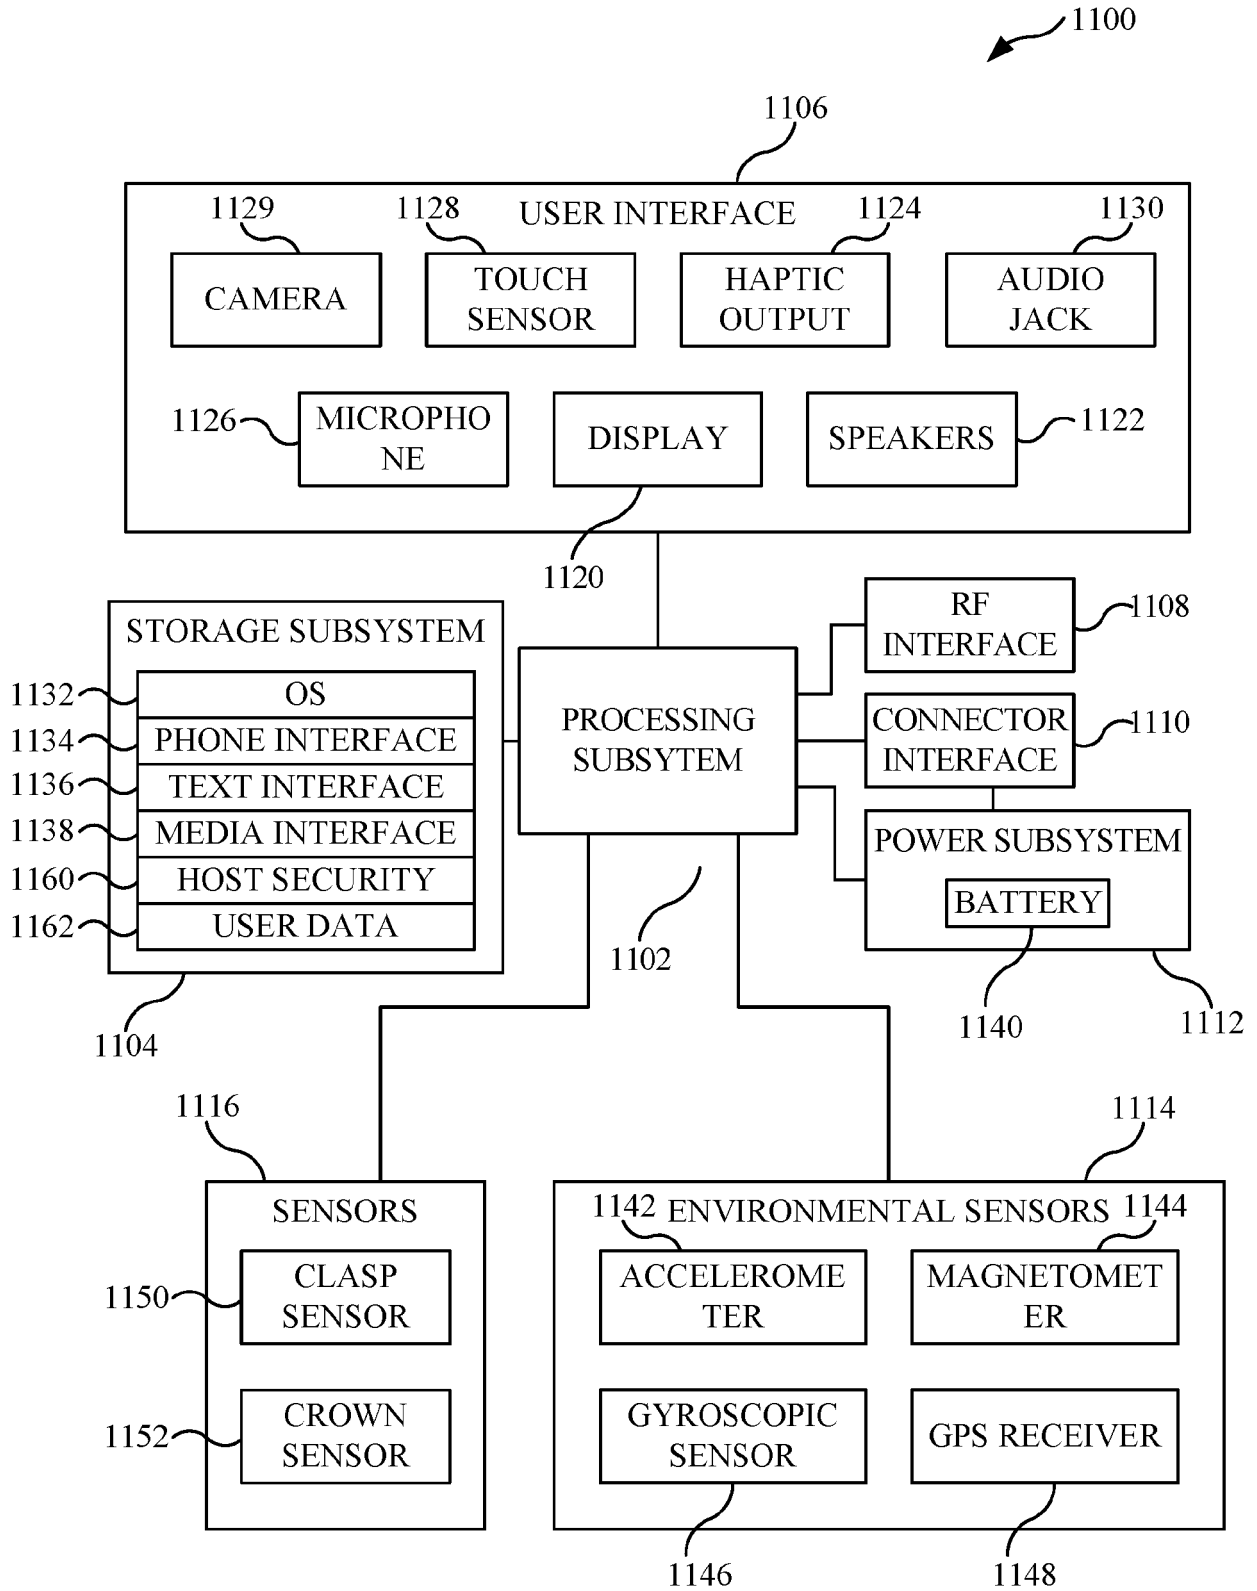 1100
1106
1129
1128
USER INTERFACE
1124
1130
CAMERA
TOUCH
SENSOR
HAPTIC
OUTPUT
AUDIO
JACK
1126
MICROPHO
NE
DISPLAY
SPEAKERS
1122
1120
STORAGE SUBSYSTEM
1132
OS
1134
PHONE INTERFACE
1136
TEXT INTERFACE
1138
MEDIA INTERFACE
1160
HOST SECURITY
1162
USER DATA
1104
PROCESSING
SUBSYTEM
1102
RF
INTERFACE
1108
CONNECTOR
INTERFACE
1110
POWER SUBSYSTEM
BATTERY
1140
1112
1116
SENSORS
1150
CLASP
SENSOR
1152
CROWN
SENSOR
1114
1142
ENVIRONMENTAL SENSORS
1144
ACCELEROME
TER
MAGNETOMET
ER
GYROSCOPIC
SENSOR
GPS RECEIVER
1146
1148